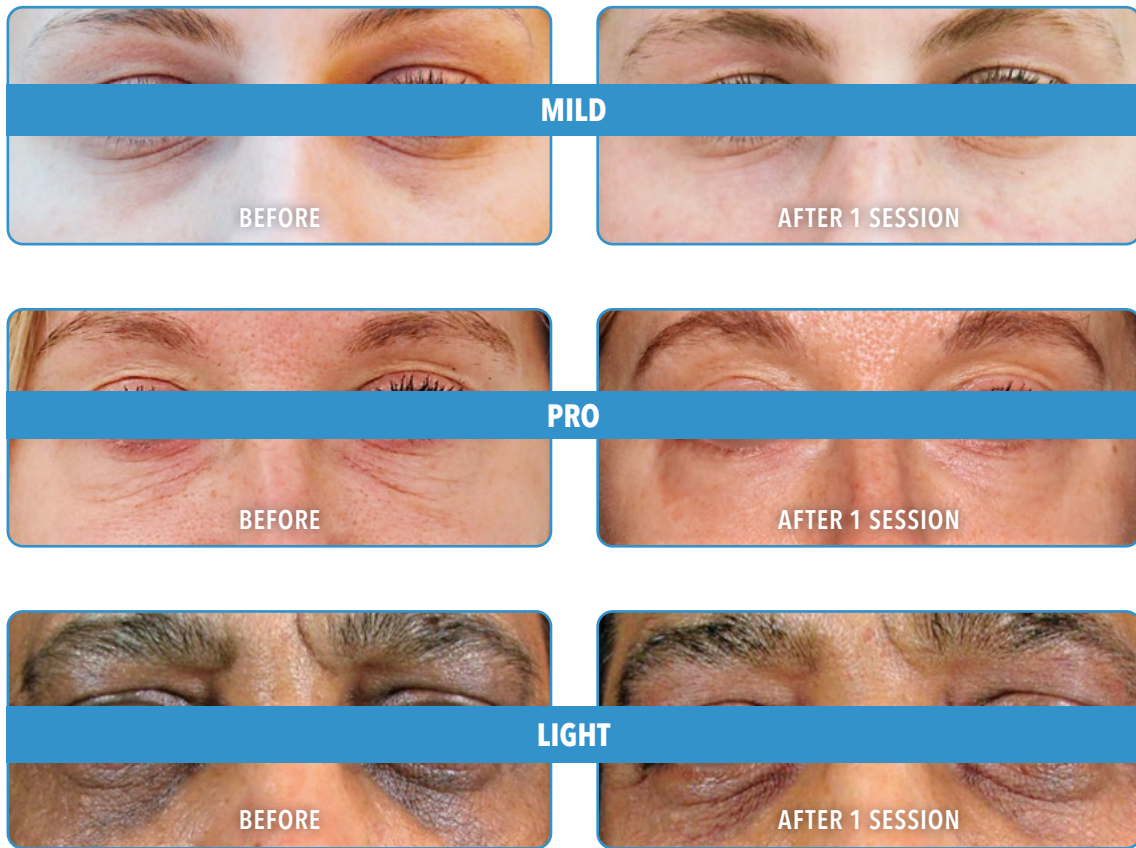 MILD
BEFORE
AFTER 1 SESSION
PRO
BEFORE
AFTER 1 SESSION
LIGHT
BEFORE
AFTER 1 SESSION